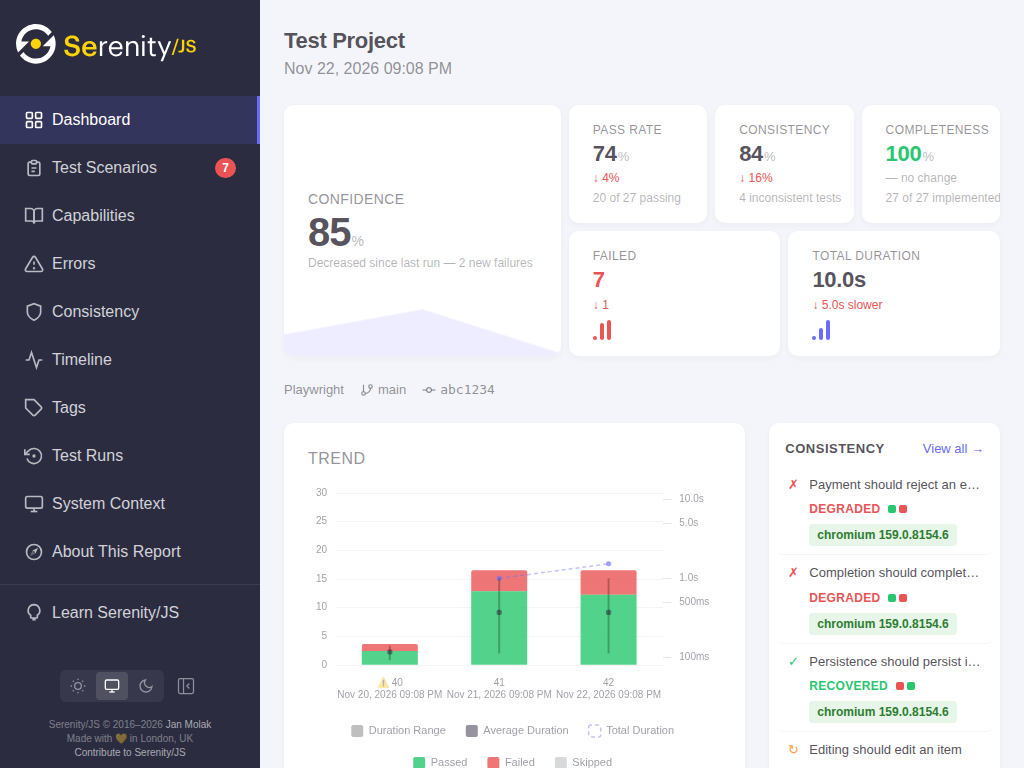 Serenity/JS
Dashboard
Test Scenarios 7
Capabilities
Errors
Consistency
Timeline
Tags
Test Runs
System Context
About This Report
Learn Serenity/JS
Serenity/JS © 2016–2026 Jan Molak
Made with 💛 in London, UK
Contribute to Serenity/JS
Test Project
Nov 22, 2026 09:08 PM
CONFIDENCE
85%
Decreased since last run — 2 new failures
PASS RATE
74%
↓ 4%
20 of 27 passing
CONSISTENCY
84%
↓ 16%
4 inconsistent tests
COMPLETENESS
100%
— no change
27 of 27 implemented
FAILED
7
↓ 1
TOTAL DURATION
10.0s
↓ 5.0s slower
Playwright main abc1234
TREND
30
25
20
15
10
5
0
10.0s
5.0s
1.0s
500ms
100ms
⚠️ 40
Nov 20, 2026 09:08 PM
41
Nov 21, 2026 09:08 PM
42
Nov 22, 2026 09:08 PM
Duration Range Average Duration Total Duration
Passed Failed Skipped
CONSISTENCY View all →
✗ Payment should reject an e…
DEGRADED
chromium 159.0.8154.6
✗ Completion should complet…
DEGRADED
chromium 159.0.8154.6
✓ Persistence should persist i…
RECOVERED
chromium 159.0.8154.6
↻ Editing should edit an item